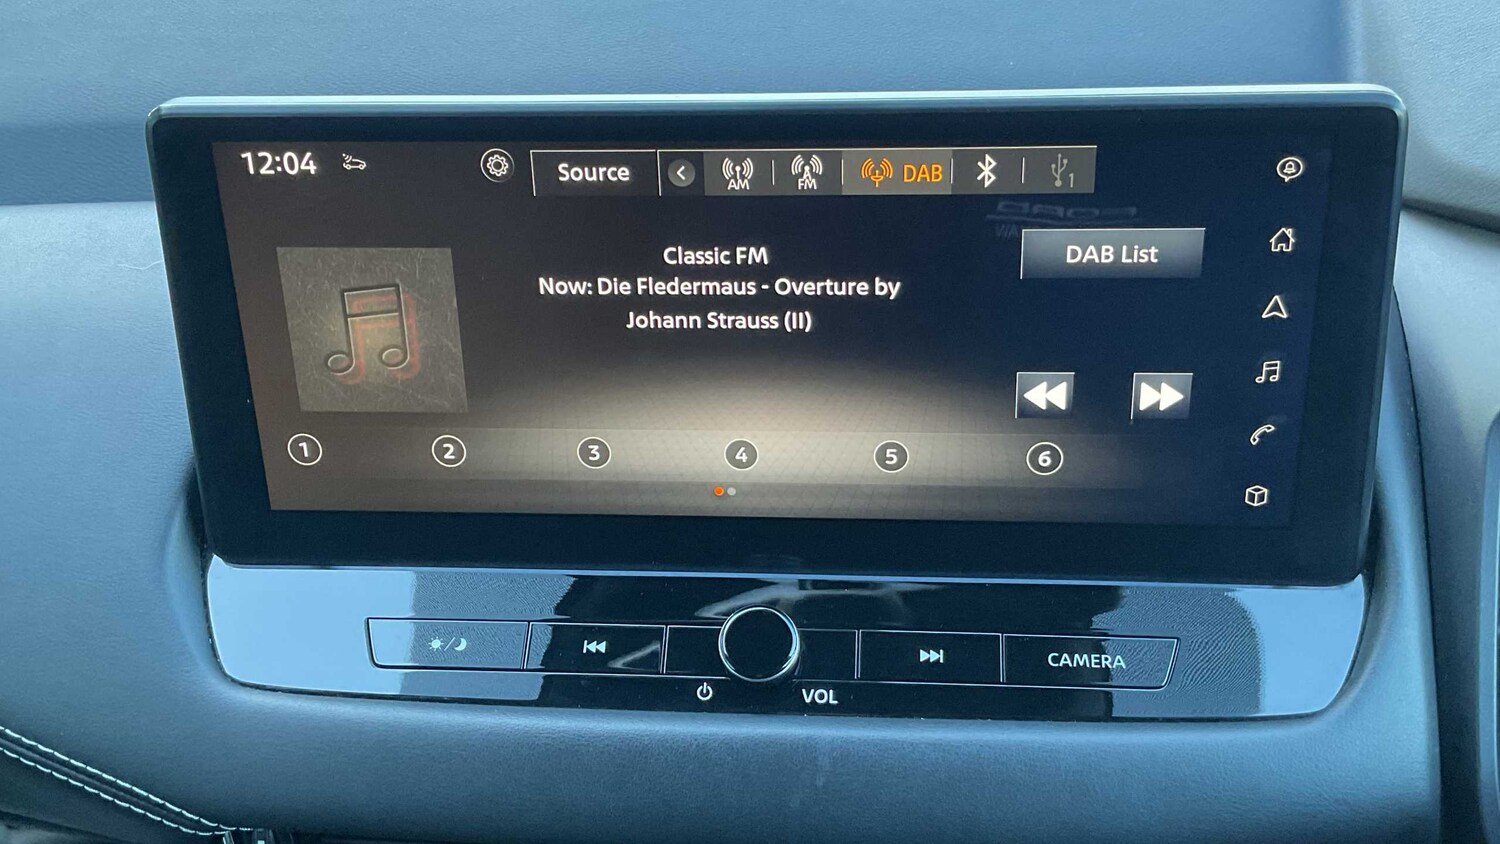 12:04
Source
AM
FM
DAB
1
Classic FM
DAB List
Now: Die Fledermaus - Overture by
Johann Strauss (II)
1 2 3 4 5 6
CAMERA
VOL